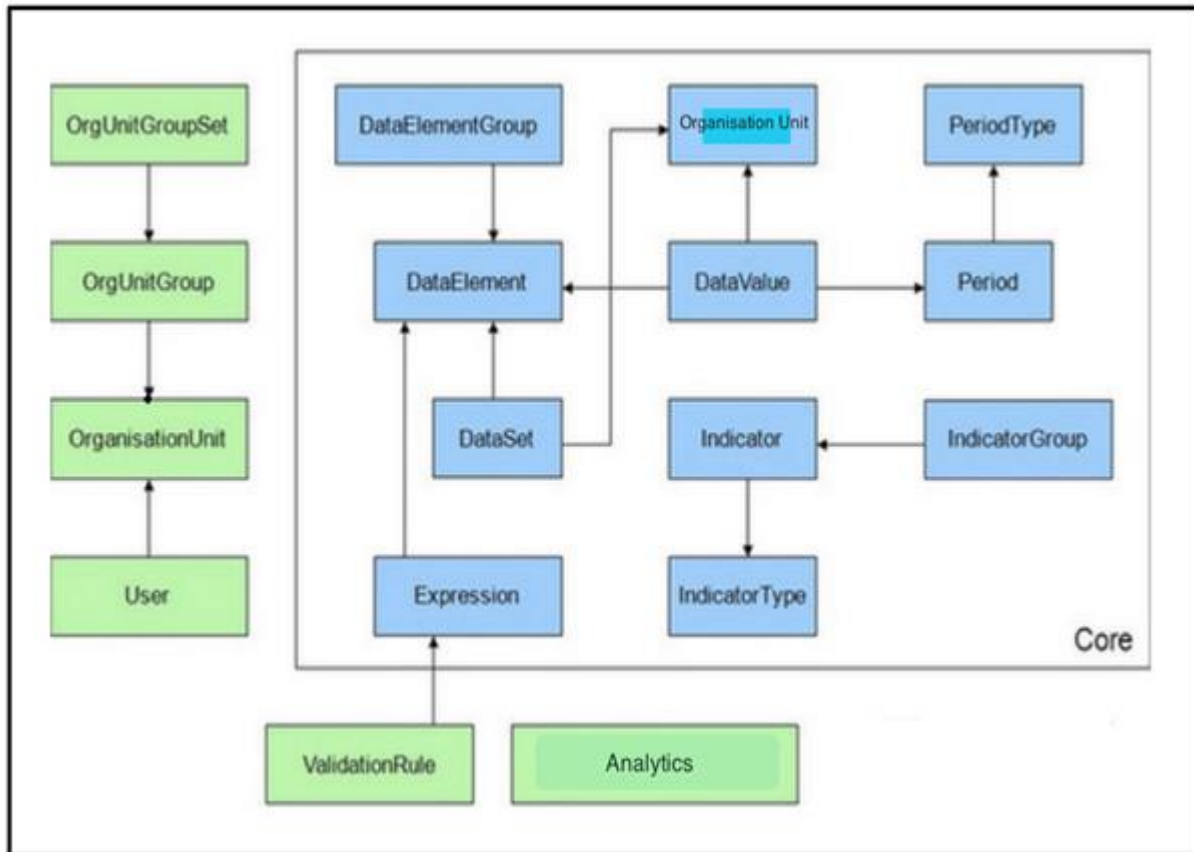 OrgUnitGroupSet
DataElementGroup
Organisation Unit
PeriodType
OrgUnitGroup
DataElement
DataValue
Period
OrganisationUnit
DataSet
Indicator
IndicatorGroup
User
Expression
IndicatorType
Core
ValidationRule
Analytics